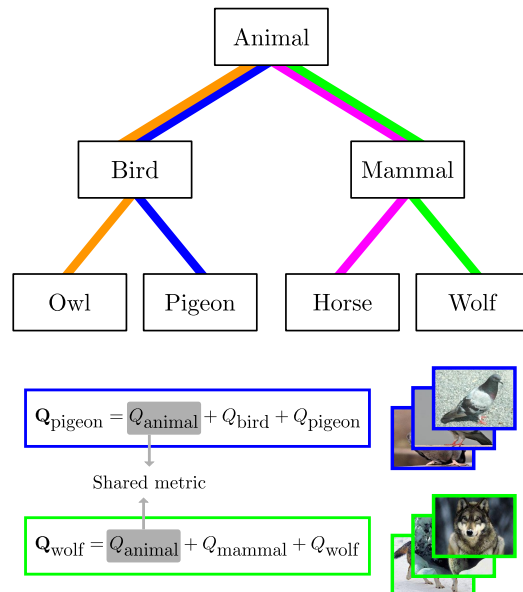 Animal
Bird Mammal
Owl Pigeon Horse Wolf
𝐐pigeon = Qanimal + Qbird + Qpigeon
Shared metric
𝐐wolf = Qanimal + Qmammal + Qwolf